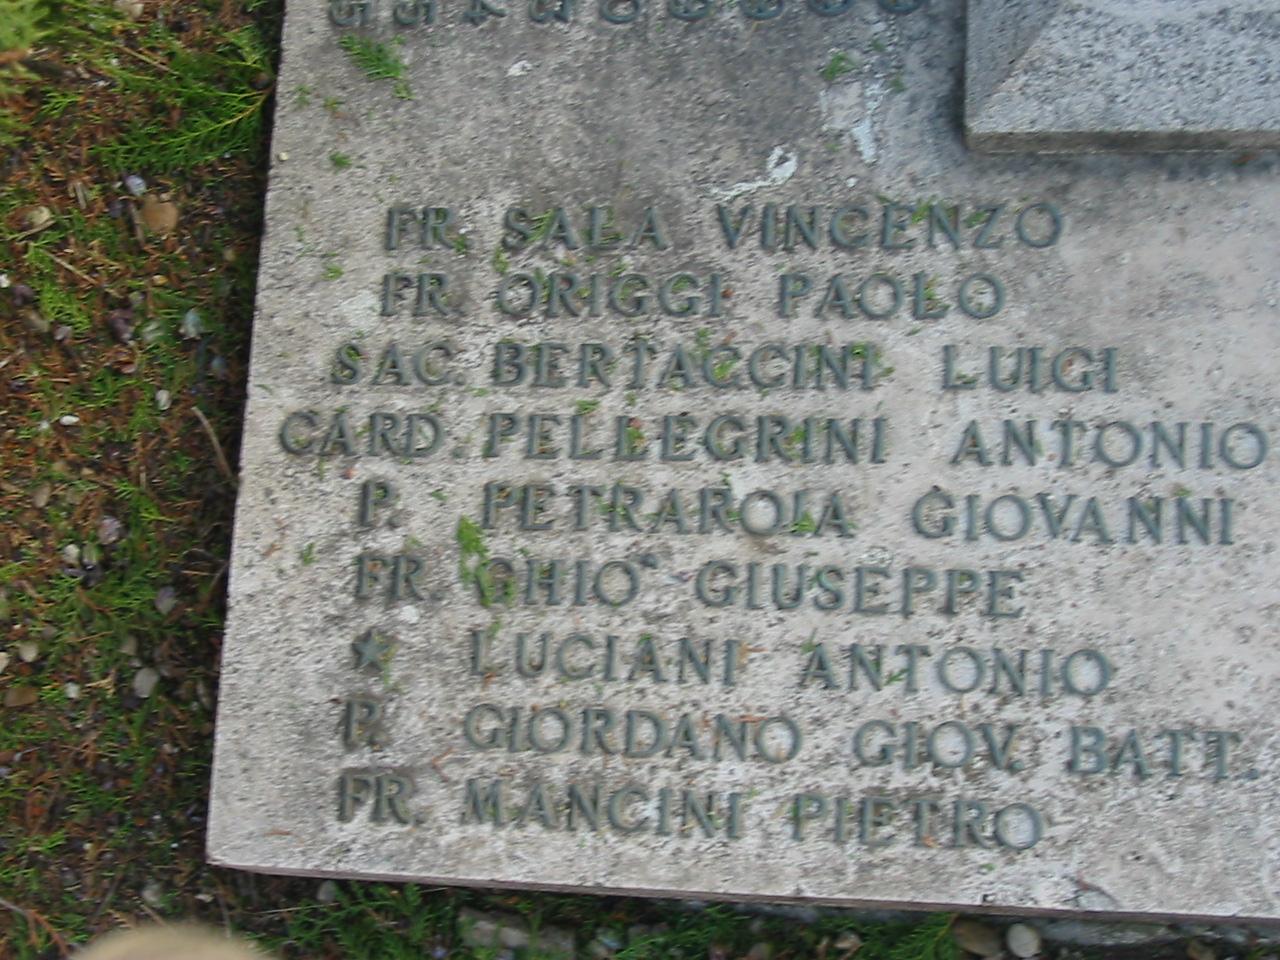 FR. SALA VINCENZO
FR. ORIGGI PAOLO
SAC. BERTACCINI LUIGI
CARD. PELLEGRINI ANTONIO
P. PETRAROIA GIOVANNI
FR. GHIO GIUSEPPE
★ LUCIANI ANTONIO
P. GIORDANO GIOV. BATT.
FR. MANCINI PIETRO